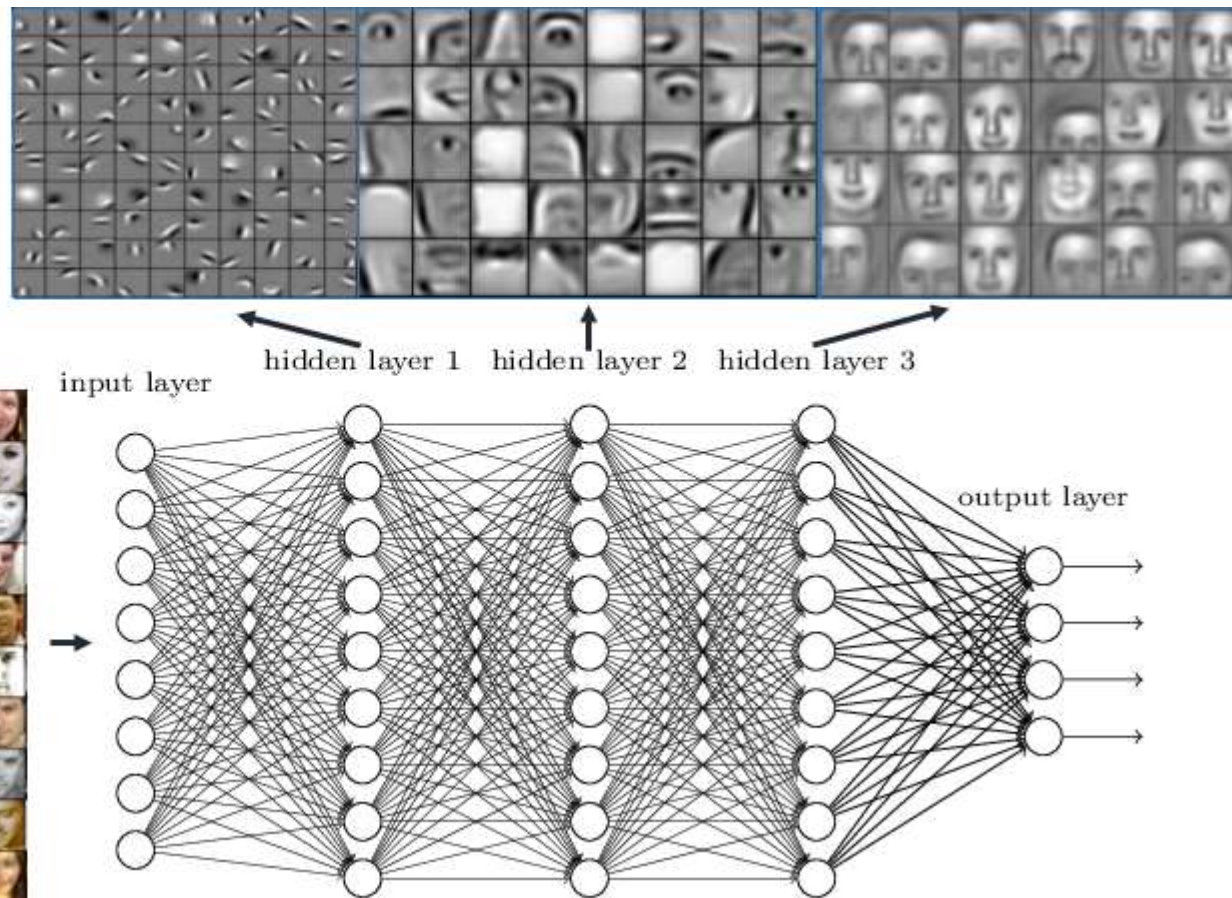 hidden layer 1
hidden layer 2
hidden layer 3
input layer
output layer